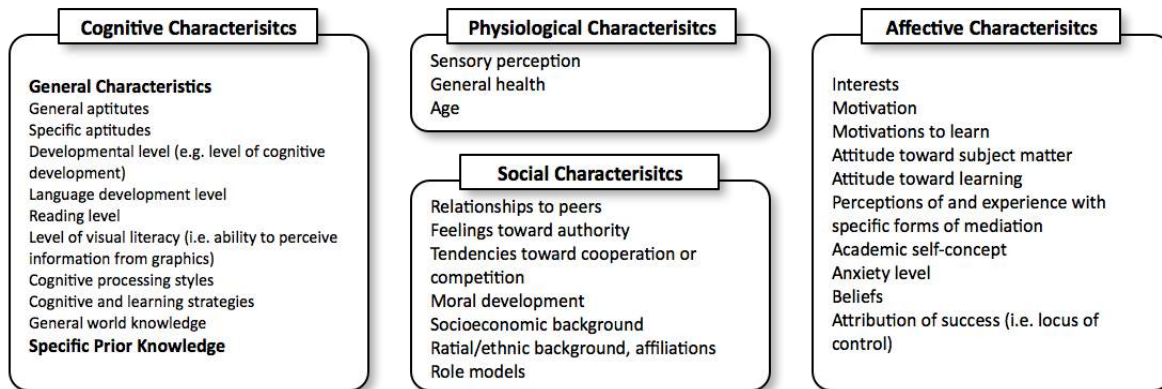 Cognitive Characterisitcs
General Characteristics
General aptitutes
Specific aptitudes
Developmental level (e.g. level of cognitive
development)
Language development level
Reading level
Level of visual literacy (i.e. ability to perceive
information from graphics)
Cognitive processing styles
Cognitive and learning strategies
General world knowledge
Specific Prior Knowledge
Physiological Characterisitcs
Sensory perception
General health
Age
Social Characterisitcs
Relationships to peers
Feelings toward authority
Tendencies toward cooperation or
competition
Moral development
Socioeconomic background
Ratial/ethnic background, affiliations
Role models
Affective Characterisitcs
Interests
Motivation
Motivations to learn
Attitude toward subject matter
Attitude toward learning
Perceptions of and experience with
specific forms of mediation
Academic self-concept
Anxiety level
Beliefs
Attribution of success (i.e. locus of
control)